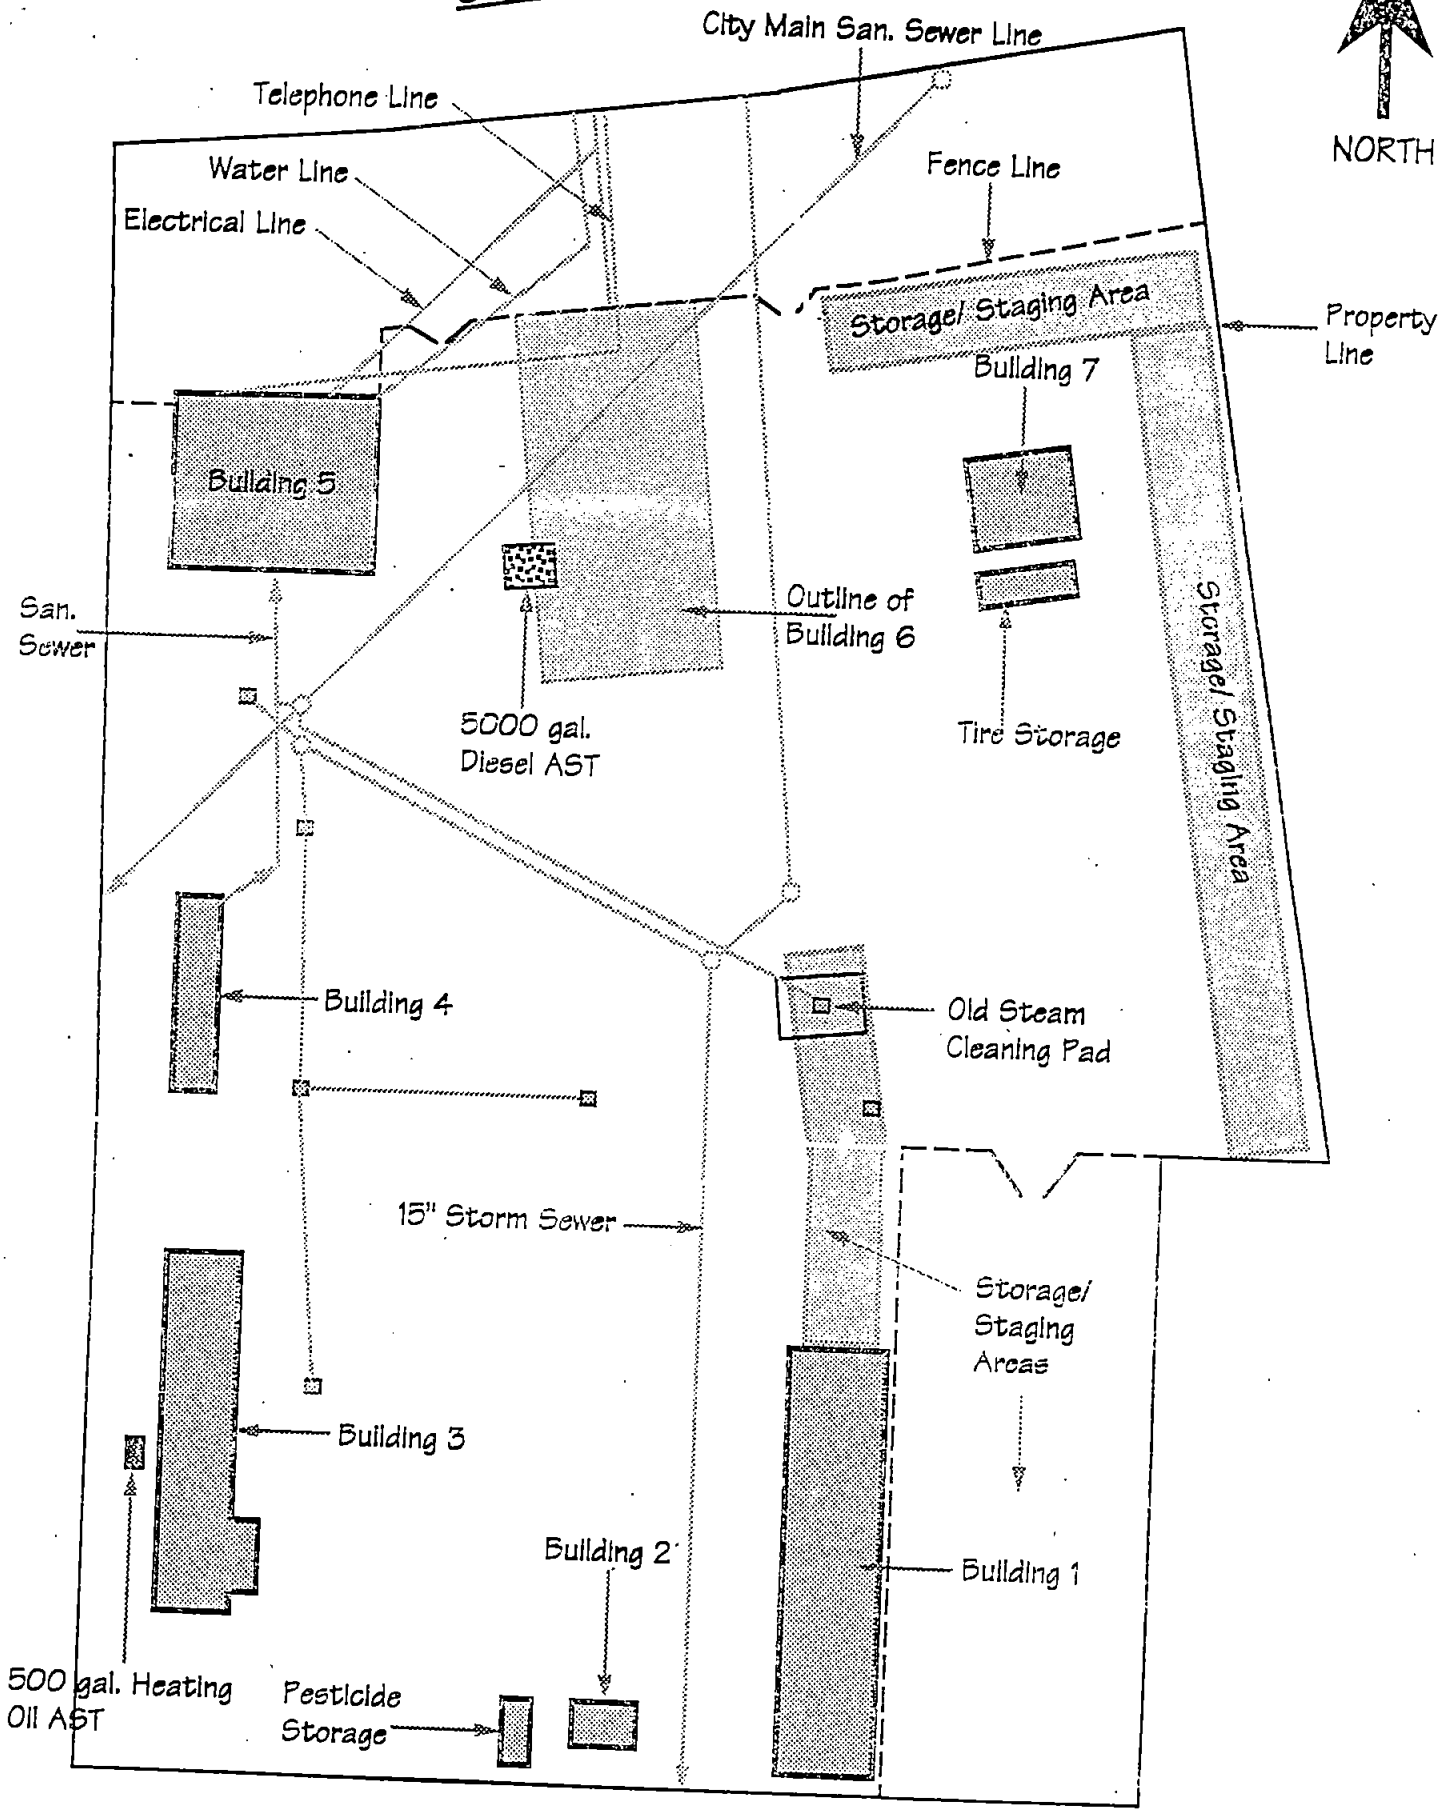 City Main San. Sewer Line
Telephone Line
NORTH
Water Line
Fence Line
Electrical Line
Storage/ Staging Area
Property
Line
Building 7
Building 5
San.
Sewer
Outline of
Building 6
Storage/ Staging Area
5000 gal.
Diesel AST
Tire Storage
Building 4
Old Steam
Cleaning Pad
15" Storm Sewer
Storage/
Staging
Areas
Building 3
Building 2
Building 1
500 gal. Heating
Oil AST
Pesticide
Storage